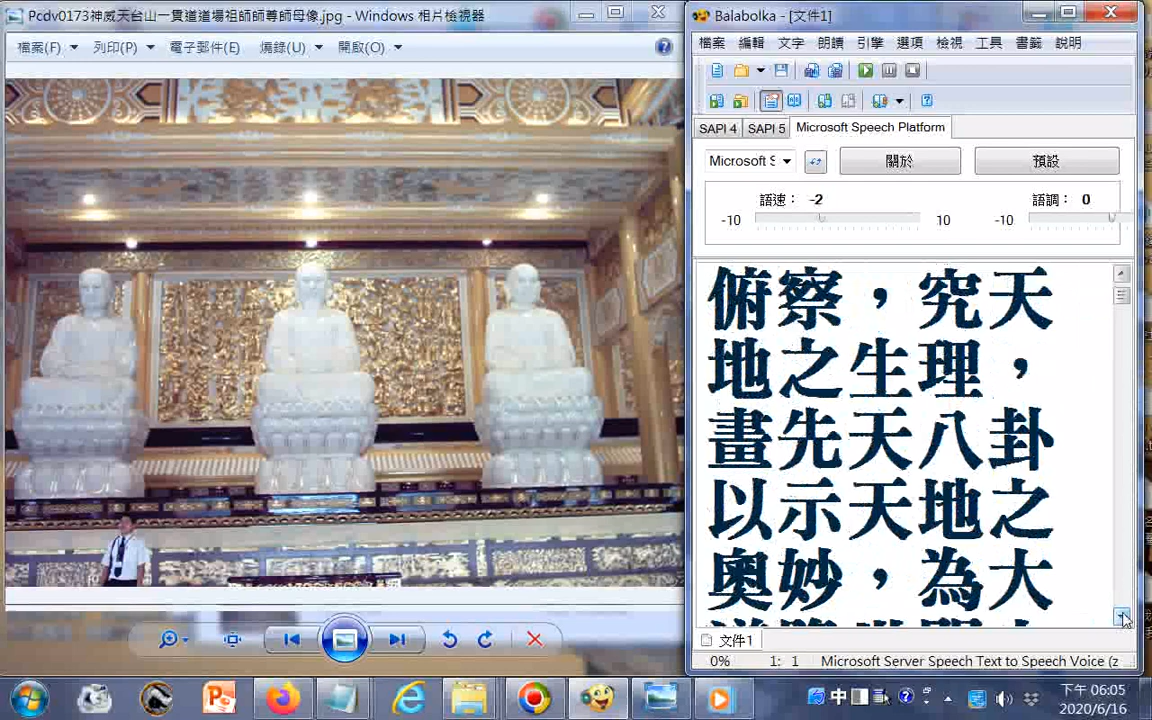 Pcdv0173神威天台山一貫道道場祖師師尊師母像.jpg - Windows 相片檢視器
檔案(F) 列印(P) 電子郵件(E) 燒錄(U) 開啟(O)
Balabolka - [文件1]
檔案 編輯 文字 朗讀 引擎 選項 檢視 工具 書籤 說明
SAPI 4 SAPI 5 Microsoft Speech Platform
Microsoft S 關於 預設
語速： -2 語調： 0
-10 10 -10
俯察，究天
地之生理，
畫先天八卦
以示天地之
奧妙，為大
文件1
0% 1: 1 Microsoft Server Speech Text to Speech Voice (z
中
下午 06:05
2020/6/16